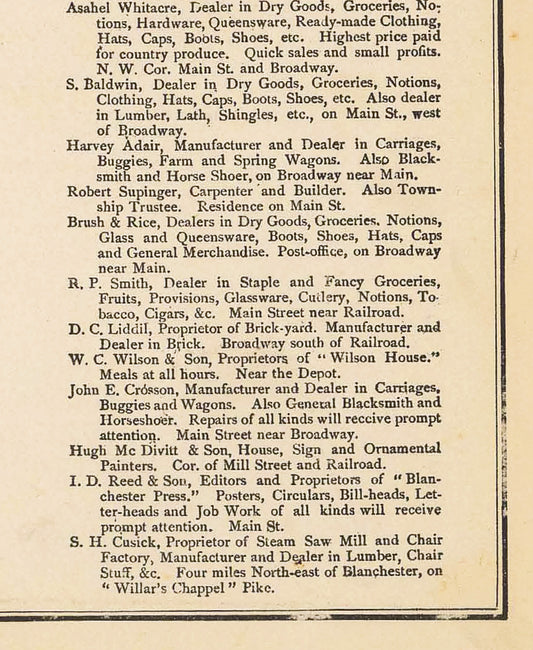 Asahel Whitacre, Dealer in Dry Goods, Groceries, No-
tions, Hardware, Queensware, Ready-made Clothing,
Hats, Caps, Boots, Shoes, etc. Highest price paid
for country produce. Quick sales and small profits.
N. W. Cor. Main St. and Broadway.
S. Baldwin, Dealer in Dry Goods, Groceries, Notions,
Clothing, Hats, Caps, Boots, Shoes, etc. Also dealer
in Lumber, Lath, Shingles, etc., on Main St., west
of Broadway.
Harvey Adair, Manufacturer and Dealer in Carriages,
Buggies, Farm and Spring Wagons. Also Black-
smith and Horse Shoer, on Broadway near Main.
Robert Supinger, Carpenter and Builder. Also Town-
ship Trustee. Residence on Main St.
Brush & Rice, Dealers in Dry Goods, Groceries, Notions,
Glass and Queensware, Boots, Shoes, Hats, Caps
and General Merchandise. Post-office, on Broadway
near Main.
R. P. Smith, Dealer in Staple and Fancy Groceries,
Fruits, Provisions, Glassware, Cutlery, Notions, To-
bacco, Cigars, &c. Main Street near Railroad.
D. C. Liddil, Proprietor of Brick-yard. Manufacturer and
Dealer in Brick. Broadway south of Railroad.
W. C. Wilson & Son, Proprietors of "Wilson House."
Meals at all hours. Near the Depot.
John E. Crosson, Manufacturer and Dealer in Carriages,
Buggies and Wagons. Also General Blacksmith and
Horseshoer. Repairs of all kinds will receive prompt
attention. Main Street near Broadway.
Hugh Mc Divitt & Son, House, Sign and Ornamental
Painters. Cor. of Mill Street and Railroad.
I. D. Reed & Son, Editors and Proprietors of "Blan-
chester Press." Posters, Circulars, Bill-heads, Let-
ter-heads and Job Work of all kinds will receive
prompt attention. Main St.
S. H. Cusick, Proprietor of Steam Saw Mill and Chair
Factory, Manufacturer and Dealer in Lumber, Chair
Stuff, &c. Four miles North-east of Blanchester, on
"Willar's Chappel" Pike.